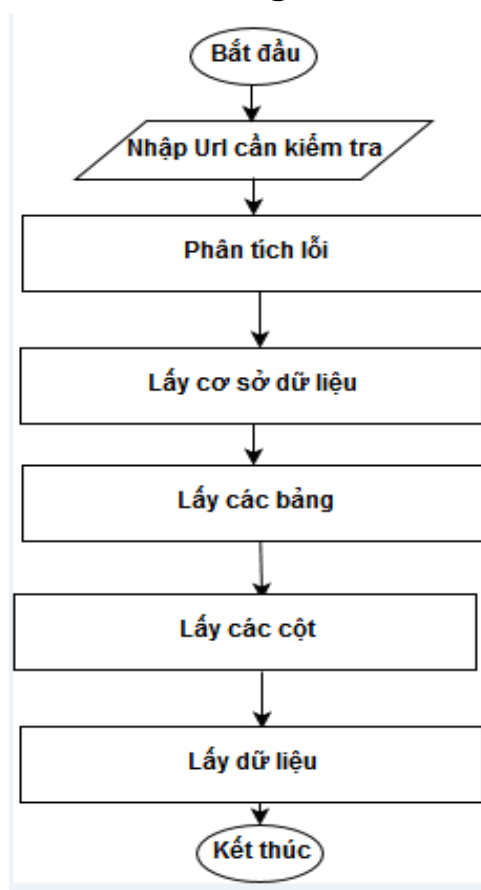 Bắt đầu
Nhập Url cần kiểm tra
Phân tích lỗi
Lấy cơ sở dữ liệu
Lấy các bảng
Lấy các cột
Lấy dữ liệu
Kết thúc